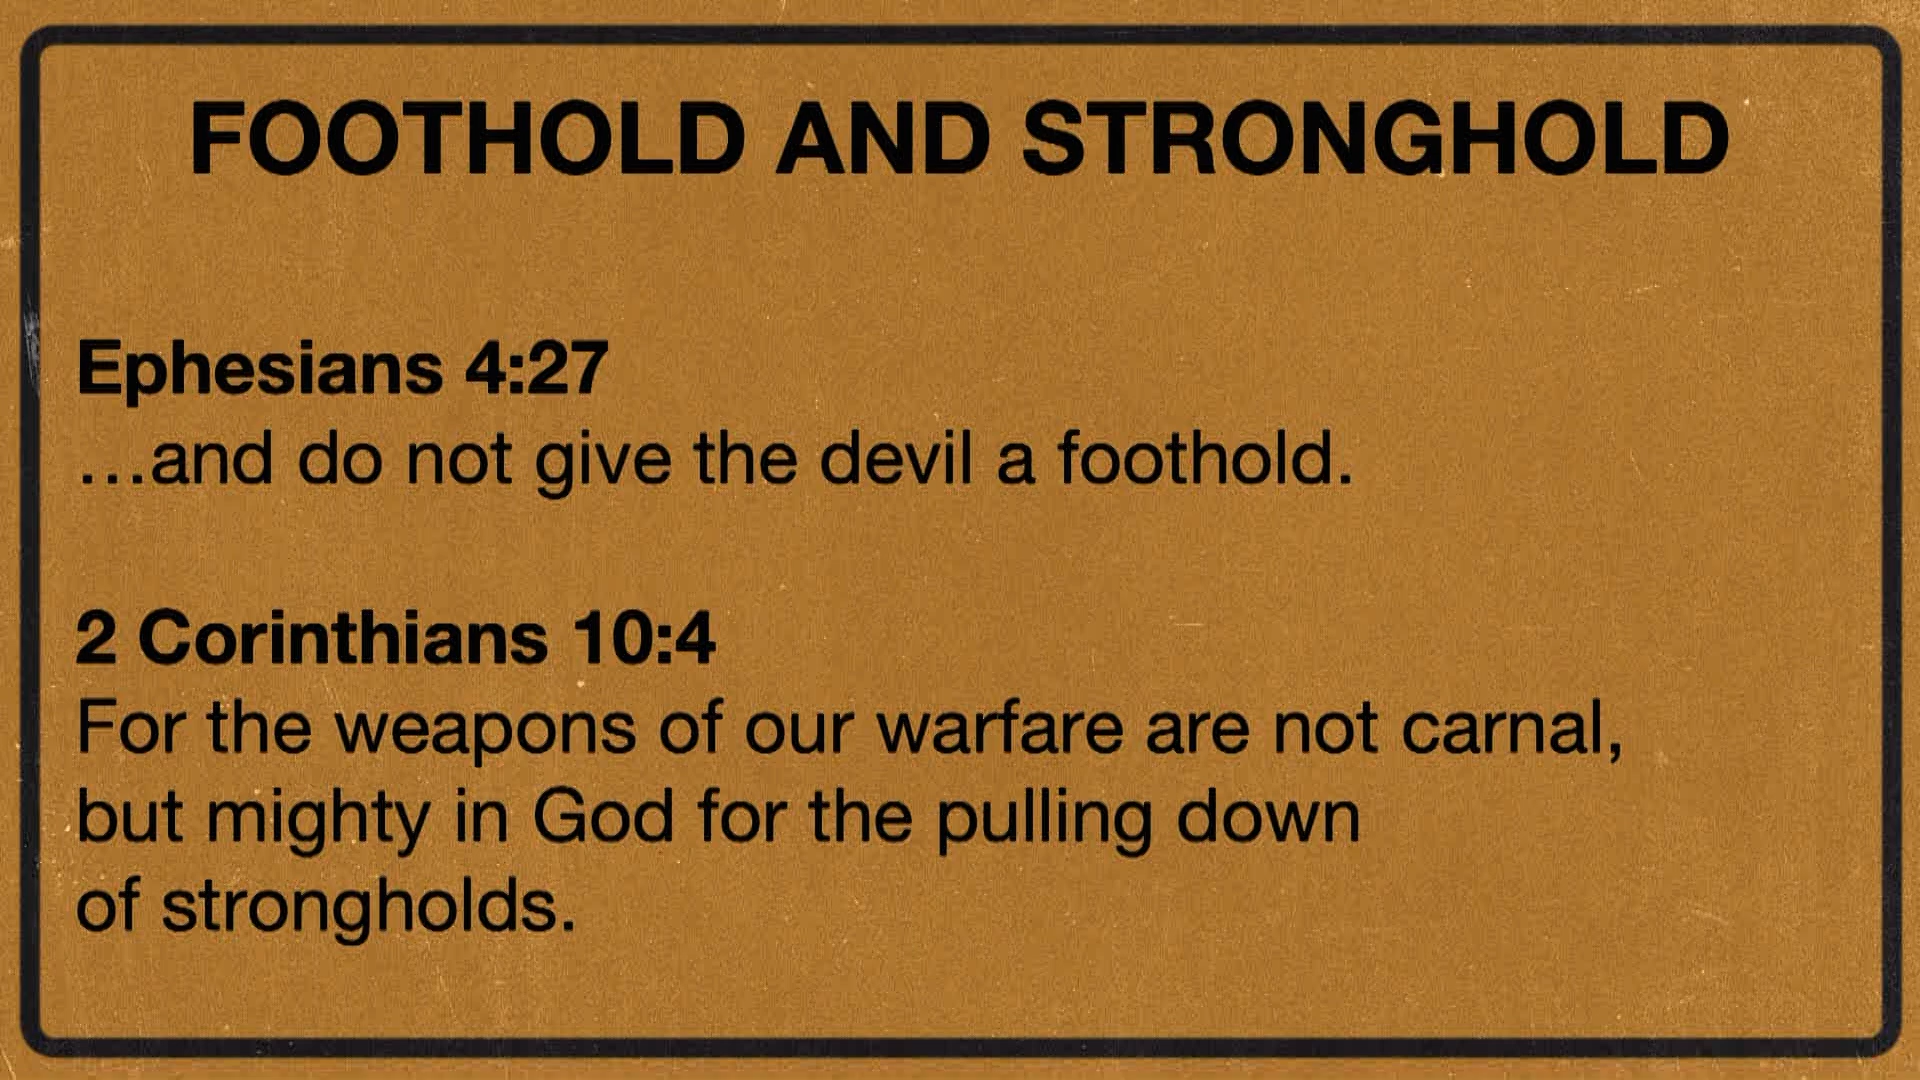 FOOTHOLD AND STRONGHOLD
Ephesians 4:27
…and do not give the devil a foothold.
2 Corinthians 10:4
For the weapons of our warfare are not carnal,
but mighty in God for the pulling down
of strongholds.